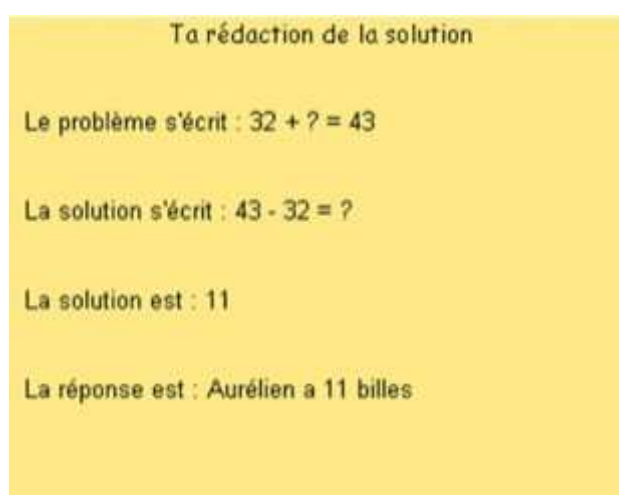 Ta rédaction de la solution
Le problème s'écrit : 32 + ? = 43
La solution s'écrit : 43 - 32 = ?
La solution est : 11
La réponse est : Aurélien a 11 billes